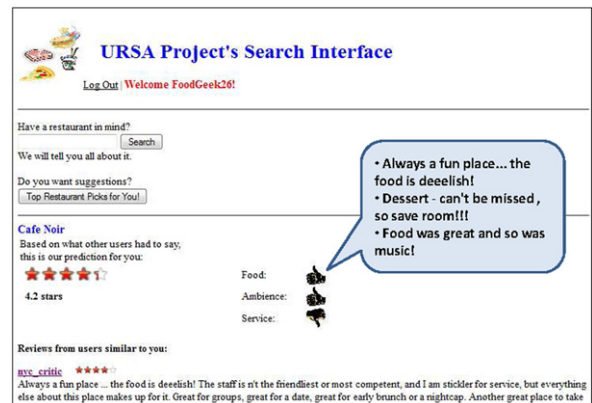 URSA Project's Search Interface
Log Out | Welcome FoodGeek26!
Have a restaurant in mind?
Search
We will tell you all about it.
Do you want suggestions?
Top Restaurant Picks for You!
• Always a fun place... the
food is deeelish!
• Dessert - can't be missed ,
so save room!!!
• Food was great and so was
music!
Cafe Noir
Based on what other users had to say,
this is our prediction for you:
4.2 stars
Food:
Ambience:
Service:
Reviews from users similar to you:
nyc_critic
Always a fun place ... the food is deeelish! The staff is n't the friendliest or most competent, and I am stickler for service, but everything
else about this place makes up for it. Great for groups, great for a date, great for early brunch or a nightcap. Another great place to take